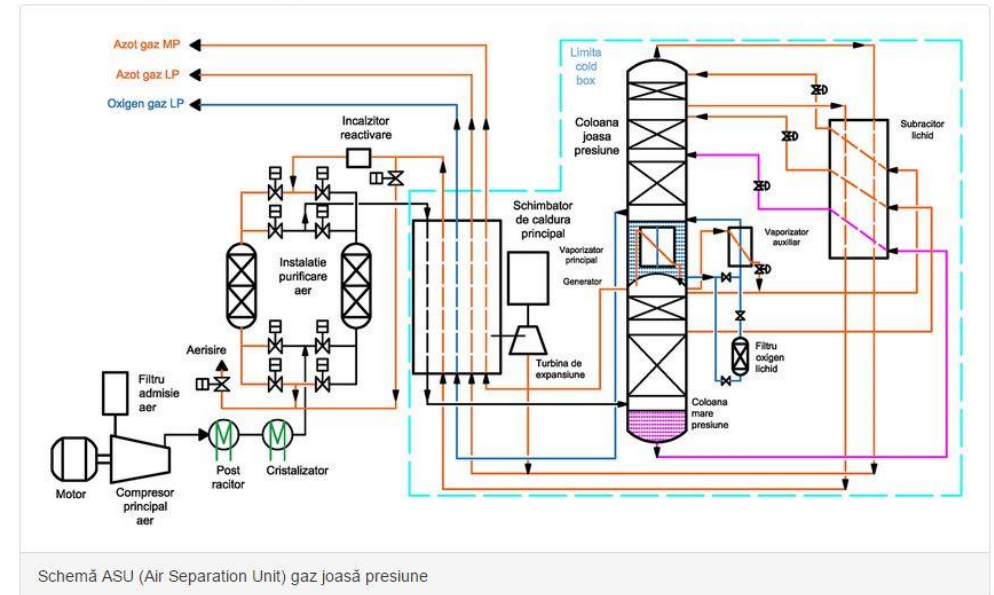 Azot gaz MP
Azot gaz LP
Oxigen gaz LP
Limita
cold
box
Incalzitor
reactivare
Coloana
joasa
presiune
Subracitor
lichid
Schimbator
de caldura
principal
Vaporizator
principal
Vaporizator
auxiliar
Instalatie
purificare
aer
Generator
Aerisire
Turbina de
expansiune
Filtru
oxigen
lichid
Filtru
admisie
aer
Coloana
mare
presiune
Motor
Compresor
principal
aer
Post
racitor
Cristalizator
Schemă ASU (Air Separation Unit) gaz joasă presiune